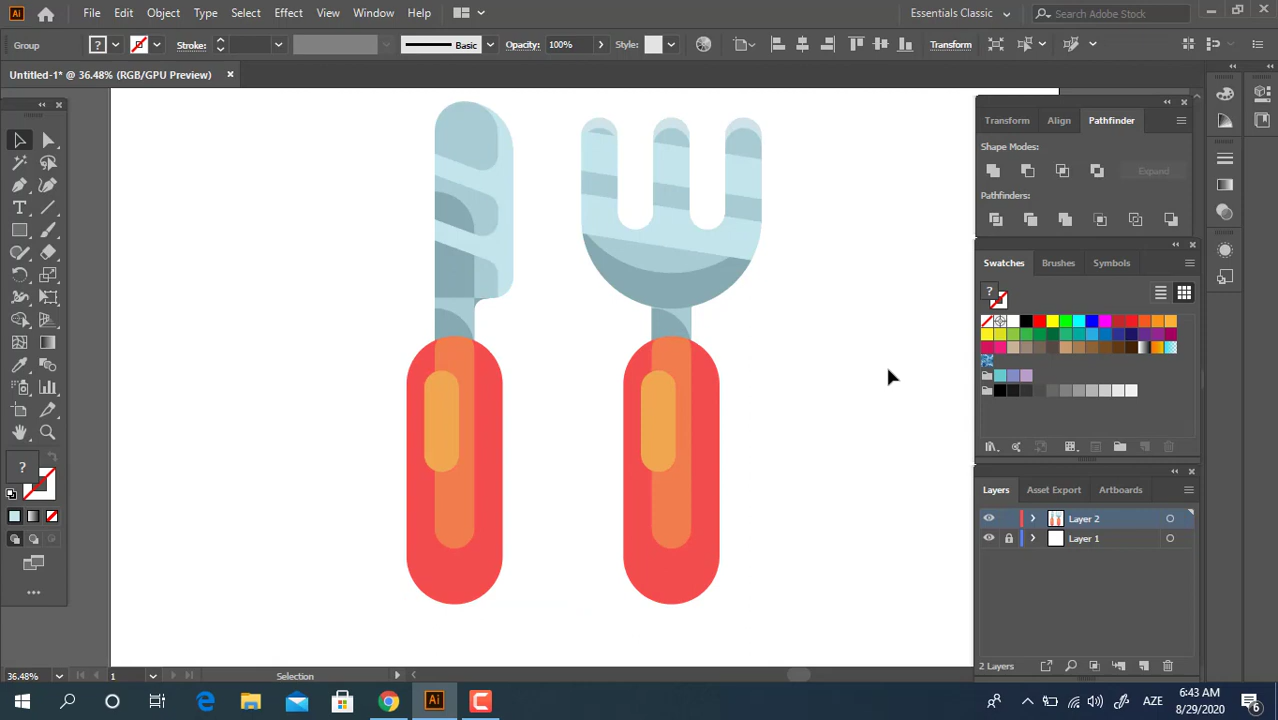 Ai File Edit Object Type Select Effect View Window Help Essentials Classic Search Adobe Stock
Group ? Stroke: Basic Opacity: 100% Style: Transform
Untitled-1* @ 36.48% (RGB/GPU Preview)
Transform Align Pathfinder
Shape Modes:
Expand
Pathfinders:
Swatches Brushes Symbols
?
?
Layers Asset Export Artboards
Layer 2
Layer 1
2 Layers
36.48% 1 Selection
Ai AZE 6:43 AM
8/29/2020 6